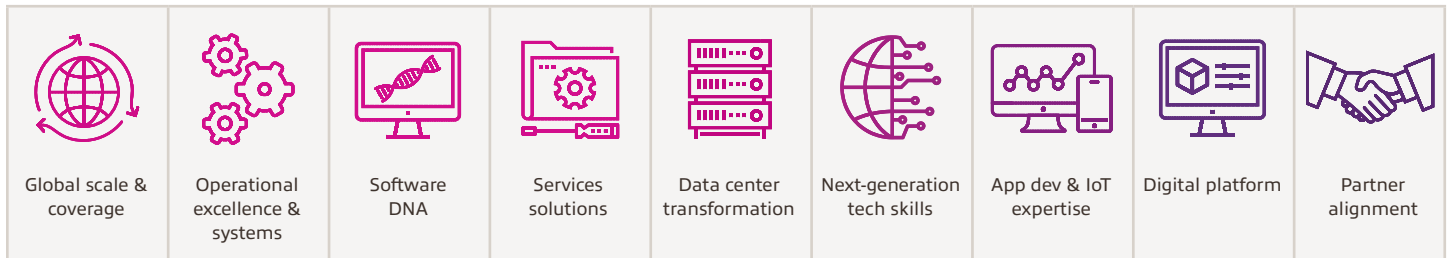 Global scale &
coverage
Operational
excellence &
systems
Software
DNA
Services
solutions
Data center
transformation
Next-generation
tech skills
App dev & IoT
expertise
Digital platform
Partner
alignment